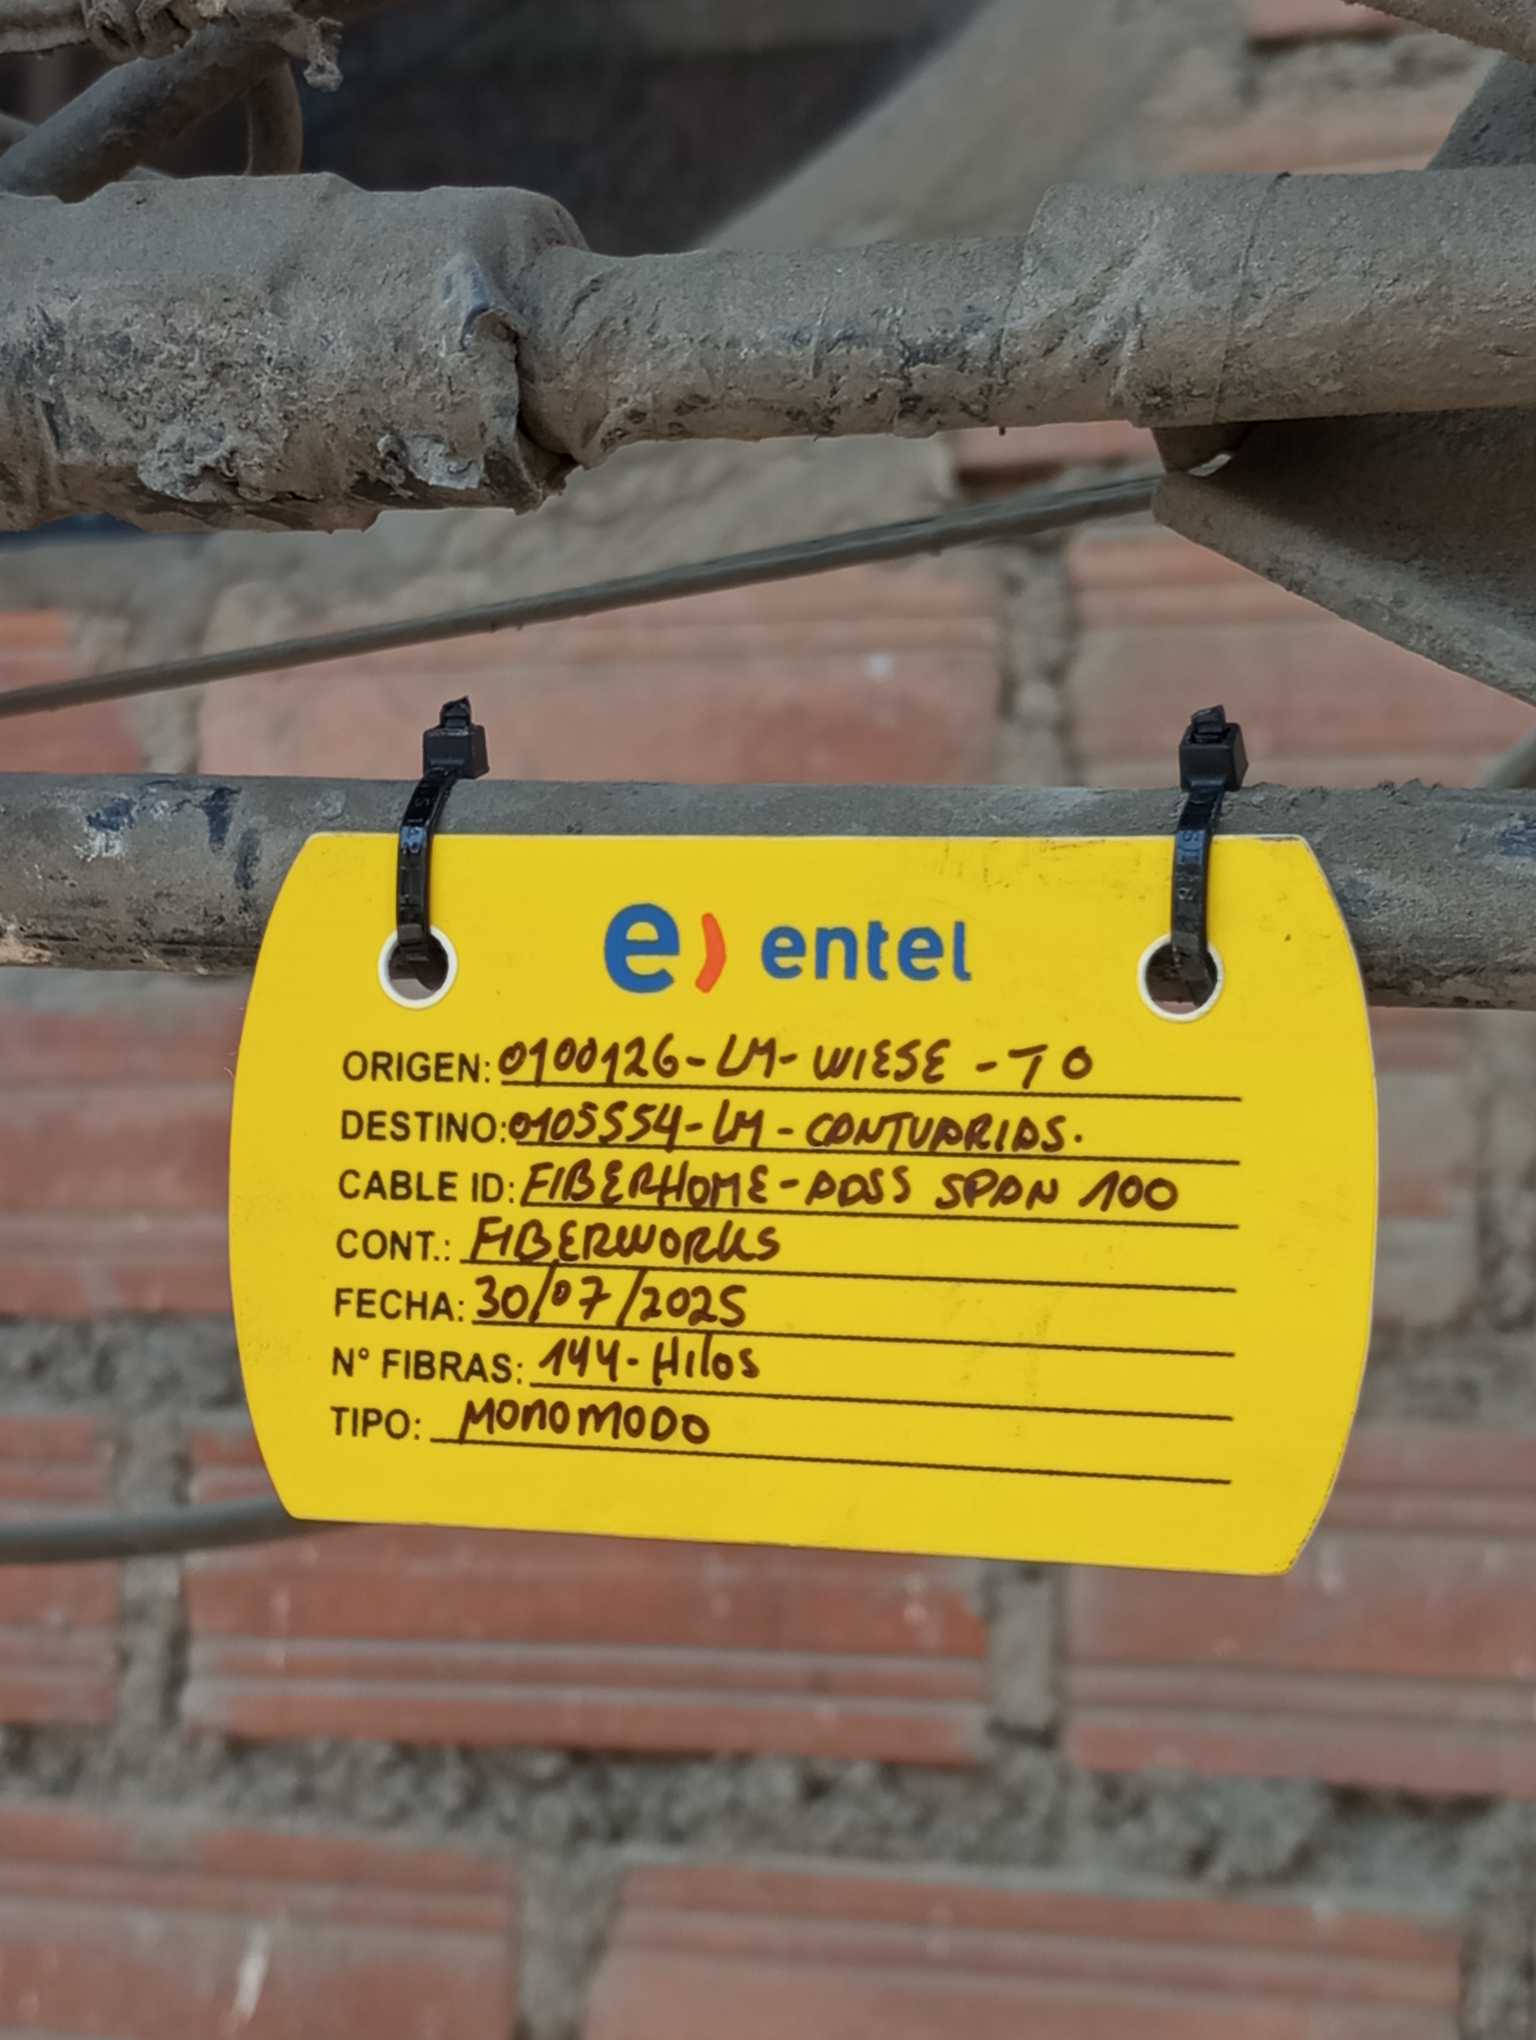 e) entel
ORIGEN: 0100126-LM-WIESE-TO
DESTINO: 0105554-LM-CANTUARIAS.
CABLE ID: FIBERHOME-ADSS SPAN 100
CONT.: FIBERWORKS
FECHA: 30/07/2025
N° FIBRAS: 144-Hilos
TIPO: MONOMODO